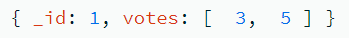 { _id: 1, votes: [  3,  5 ] }